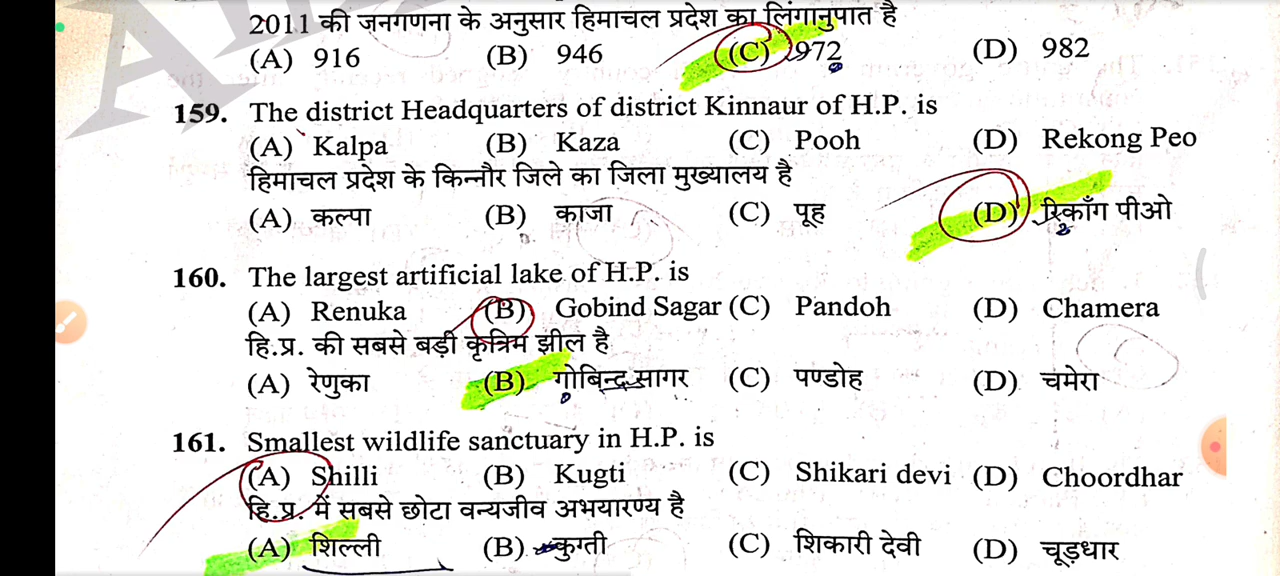 2011 की जनगणना के अनुसार हिमाचल प्रदेश का लिंगानुपात है
(A) 916 (B) 946 (C) 972 (D) 982
159. The district Headquarters of district Kinnaur of H.P. is
(A) Kalpa (B) Kaza (C) Pooh (D) Rekong Peo
हिमाचल प्रदेश के किन्नौर जिले का जिला मुख्यालय है
(A) कल्पा (B) काजा (C) पूह (D) रिकाँग पीओ
160. The largest artificial lake of H.P. is
(A) Renuka (B) Gobind Sagar (C) Pandoh (D) Chamera
हि.प्र. की सबसे बड़ी कृत्रिम झील है
(A) रेणुका (B) गोबिन्द सागर (C) पण्डोह (D) चमेरा
161. Smallest wildlife sanctuary in H.P. is
(A) Shilli (B) Kugti (C) Shikari devi (D) Choordhar
हि.प्र. में सबसे छोटा वन्यजीव अभयारण्य है
(A) शिल्ली (B) कुग्ती (C) शिकारी देवी (D) चूड़धार